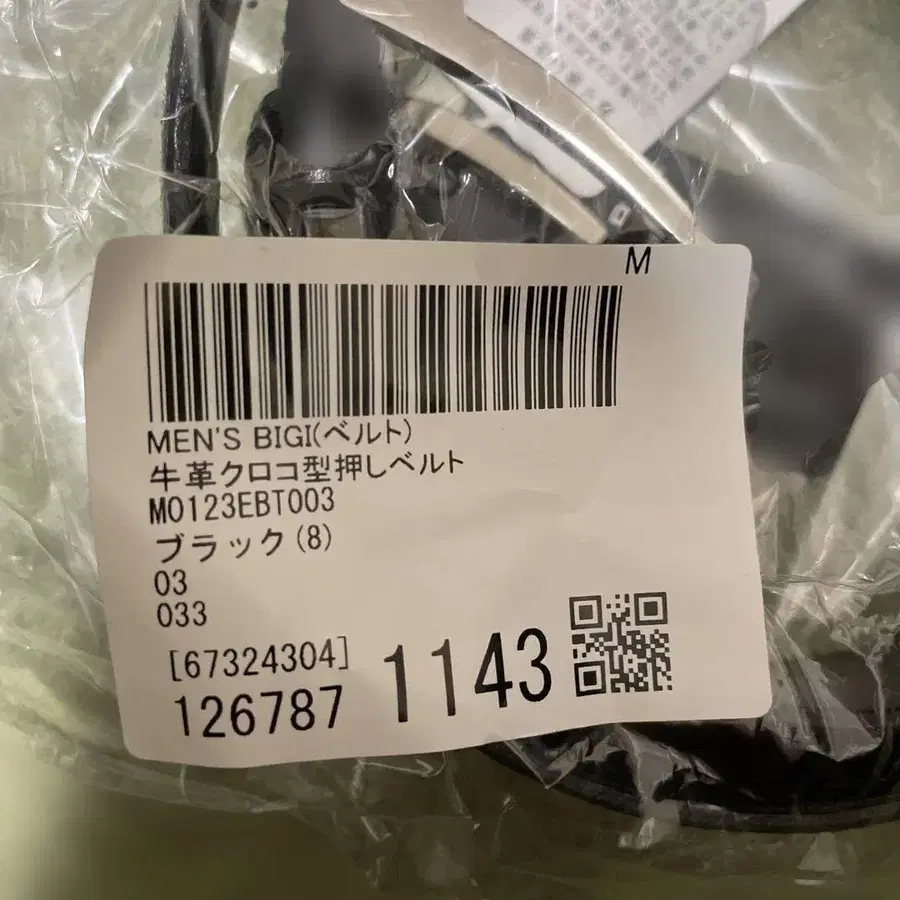 M
MEN'S BIGI(ベルト)
牛革クロコ型押しベルト
M0123EBT003
ブラック(8)
03
033
[67324304]
126787 1143